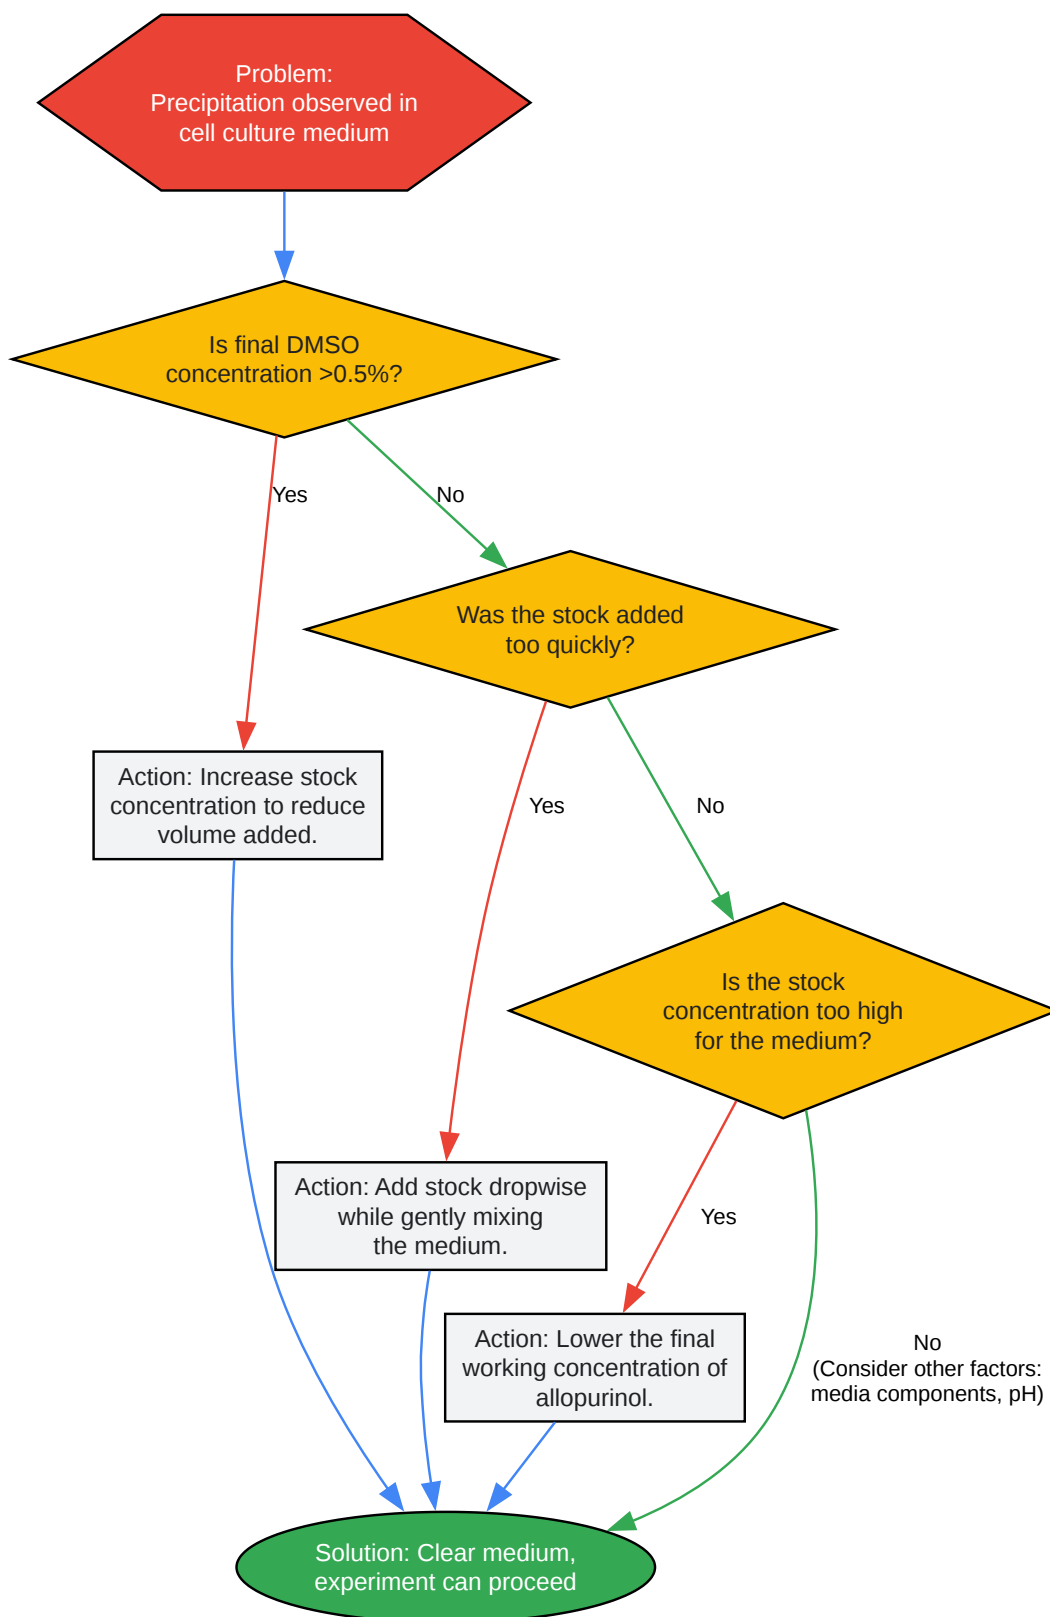 Problem:
Precipitation observed in
cell culture medium
Is final DMSO
concentration >0.5%?
Yes
No
Was the stock added
too quickly?
Action: Increase stock
concentration to reduce
volume added.
Yes
No
Is the stock
concentration too high
for the medium?
Action: Add stock dropwise
while gently mixing
the medium.
Yes
Action: Lower the final
working concentration of
allopurinol.
No
(Consider other factors:
media components, pH)
Solution: Clear medium,
experiment can proceed